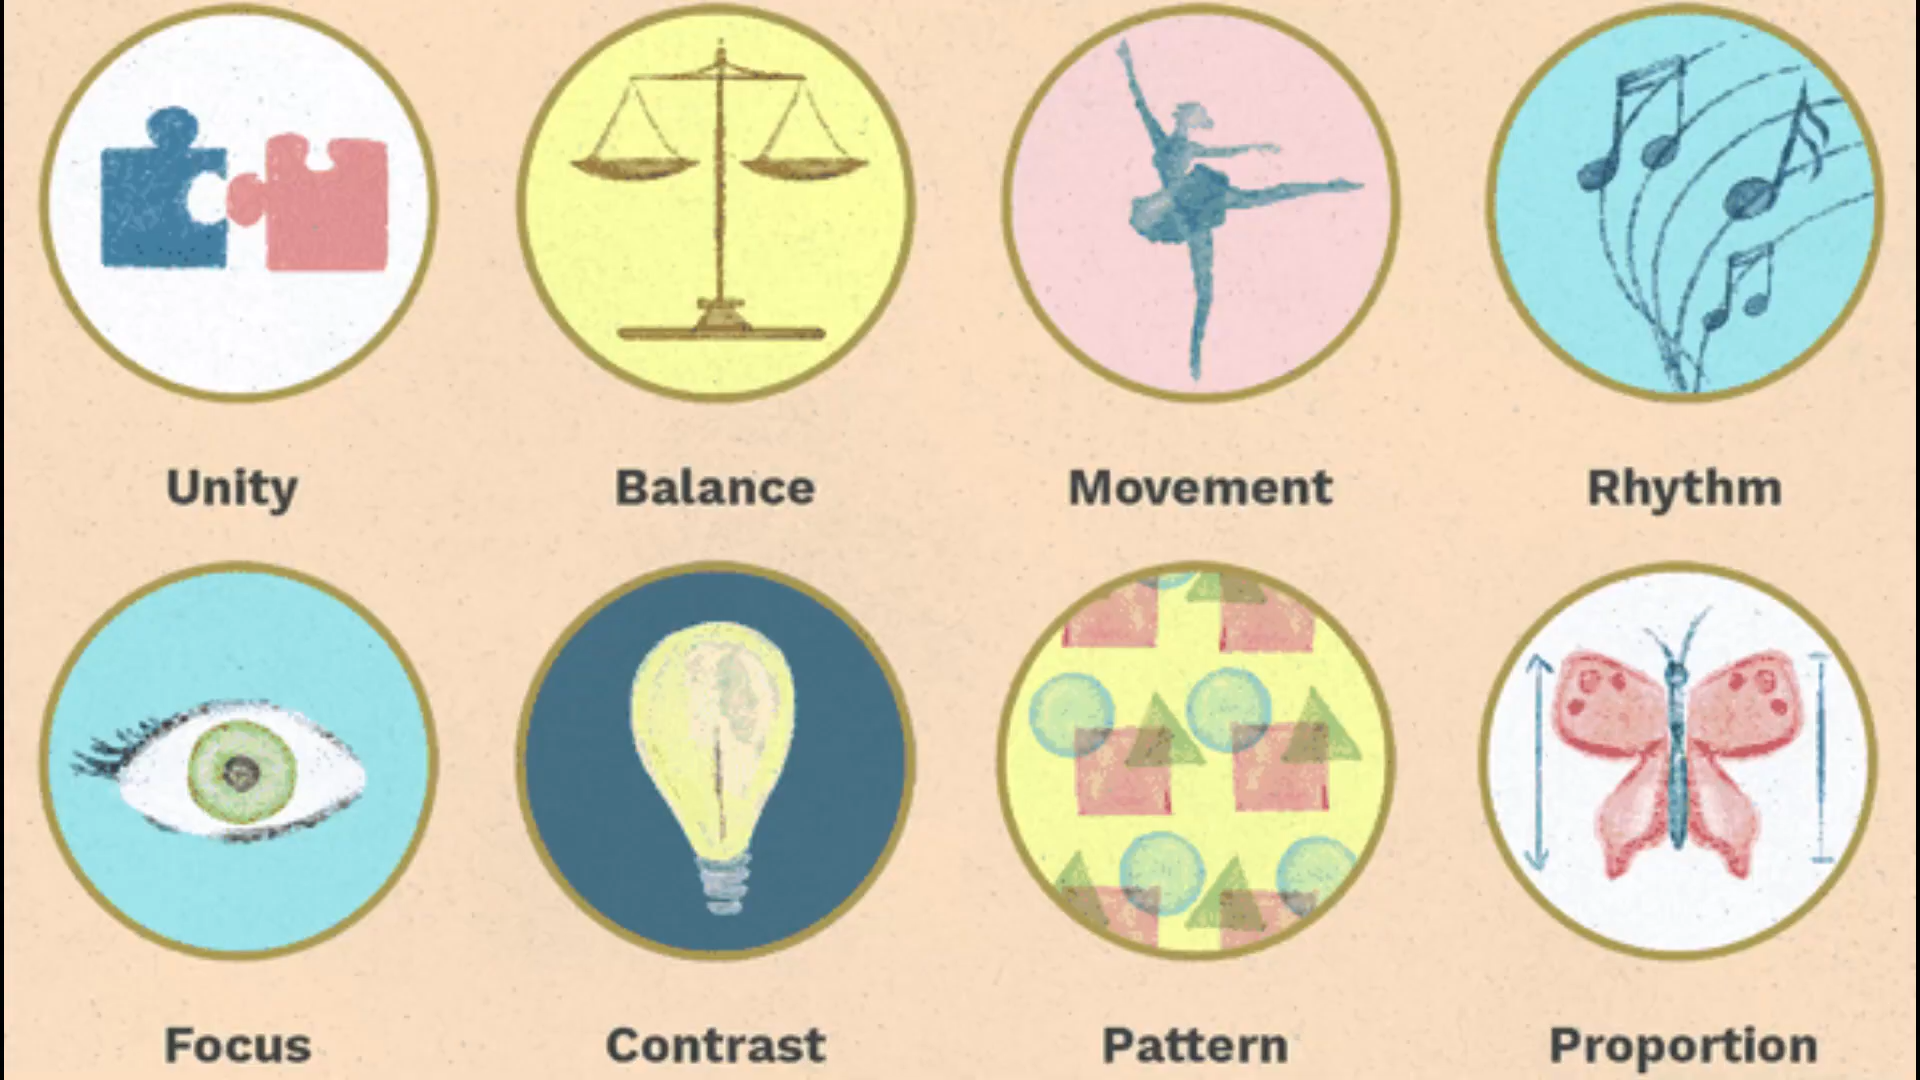 Unity
Balance
Movement
Rhythm
Focus
Contrast
Pattern
Proportion